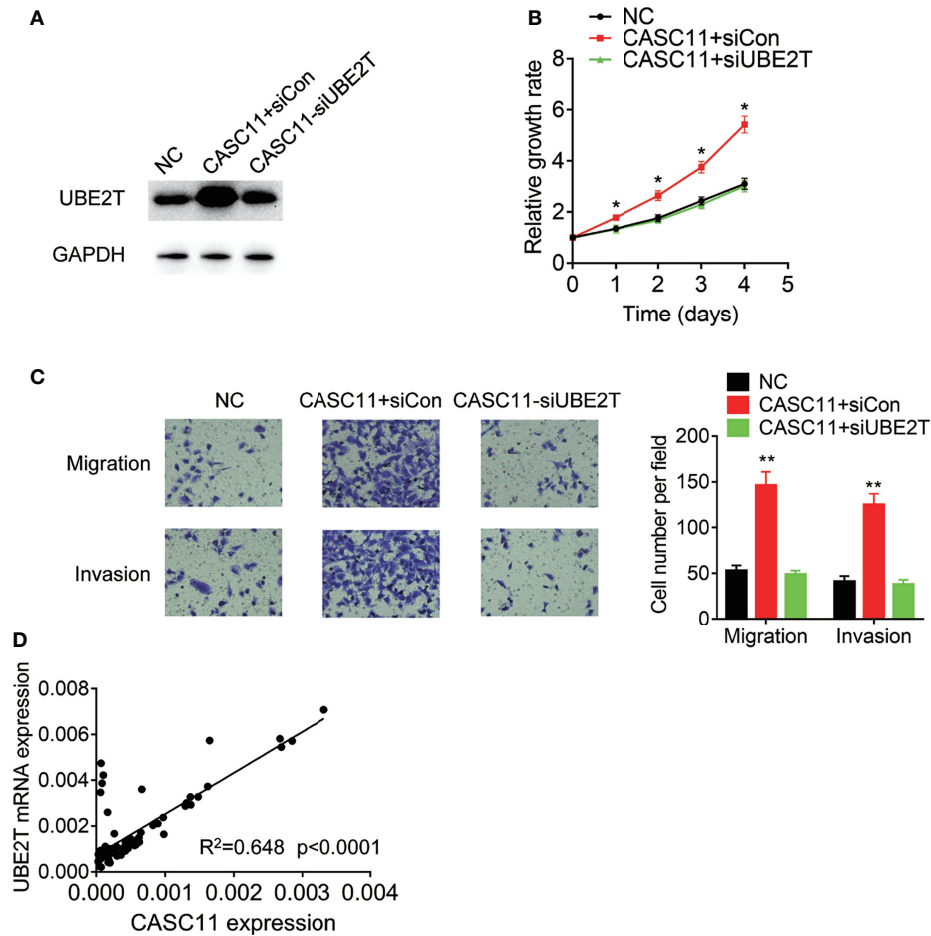 A
NC
CASC11+siCon
CASC11-siUBE2T
UBE2T
GAPDH
B
NC
CASC11+siCon
CASC11+siUBE2T
Relative growth rate
8
6
4
2
0
*
*
*
*
0 1 2 3 4 5
Time (days)
C
NC CASC11+siCon CASC11-siUBE2T
Migration
Invasion
NC
CASC11+siCon
CASC11+siUBE2T
Cell number per field
200
150
100
50
0
**
**
Migration Invasion
D
UBE2T mRNA expression
0.008
0.006
0.004
0.002
0.000
R²=0.648 p<0.0001
0.000 0.001 0.002 0.003 0.004
CASC11 expression